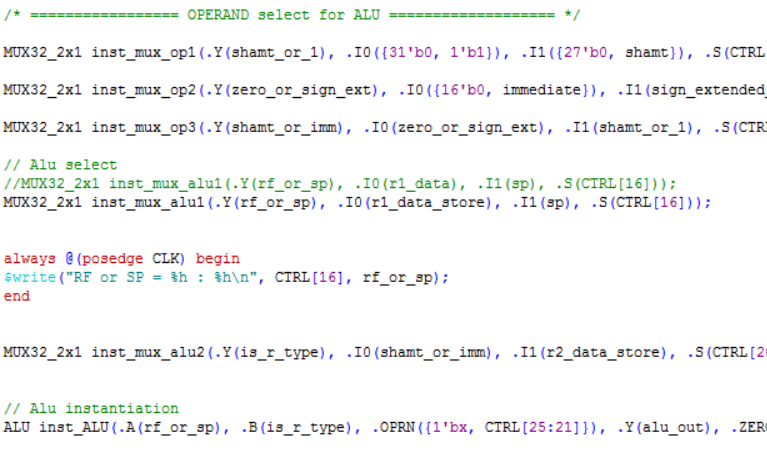 /* ================= OPERAND select for ALU =================== */
MUX32_2x1 inst_mux_op1(.Y(shamt_or_1), .I0({31'b0, 1'b1}), .I1({27'b0, shamt}), .S(CTRL
MUX32_2x1 inst_mux_op2(.Y(zero_or_sign_ext), .I0({16'b0, immediate}), .I1(sign_extended_
MUX32_2x1 inst_mux_op3(.Y(shamt_or_imm), .I0(zero_or_sign_ext), .I1(shamt_or_1), .S(CTR
// Alu select
//MUX32_2x1 inst_mux_alu1(.Y(rf_or_sp), .I0(r1_data), .I1(sp), .S(CTRL[16]));
MUX32_2x1 inst_mux_alu1(.Y(rf_or_sp), .I0(r1_data_store), .I1(sp), .S(CTRL[16]));
always @(posedge CLK) begin
$write("RF or SP = %h : %h\n", CTRL[16], rf_or_sp);
end
MUX32_2x1 inst_mux_alu2(.Y(is_r_type), .I0(shamt_or_imm), .I1(r2_data_store), .S(CTRL[2
// Alu instantiation
ALU inst_ALU(.A(rf_or_sp), .B(is_r_type), .OPRN({1'bx, CTRL[25:21]}), .Y(alu_out), .ZER